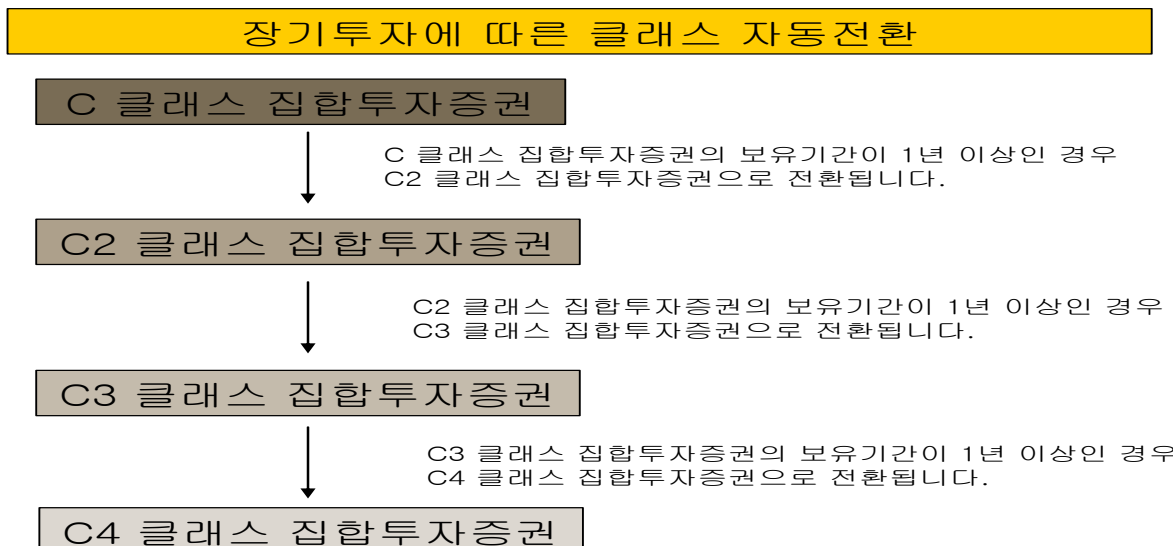 장기투자에 따른 클래스 자동전환
C 클래스 집합투자증권
C 클래스 집합투자증권의 보유기간이 1년 이상인 경우
C2 클래스 집합투자증권으로 전환됩니다.
C2 클래스 집합투자증권
C2 클래스 집합투자증권의 보유기간이 1년 이상인 경우
C3 클래스 집합투자증권으로 전환됩니다.
C3 클래스 집합투자증권
C3 클래스 집합투자증권의 보유기간이 1년 이상인 경우
C4 클래스 집합투자증권으로 전환됩니다.
C4 클래스 집합투자증권